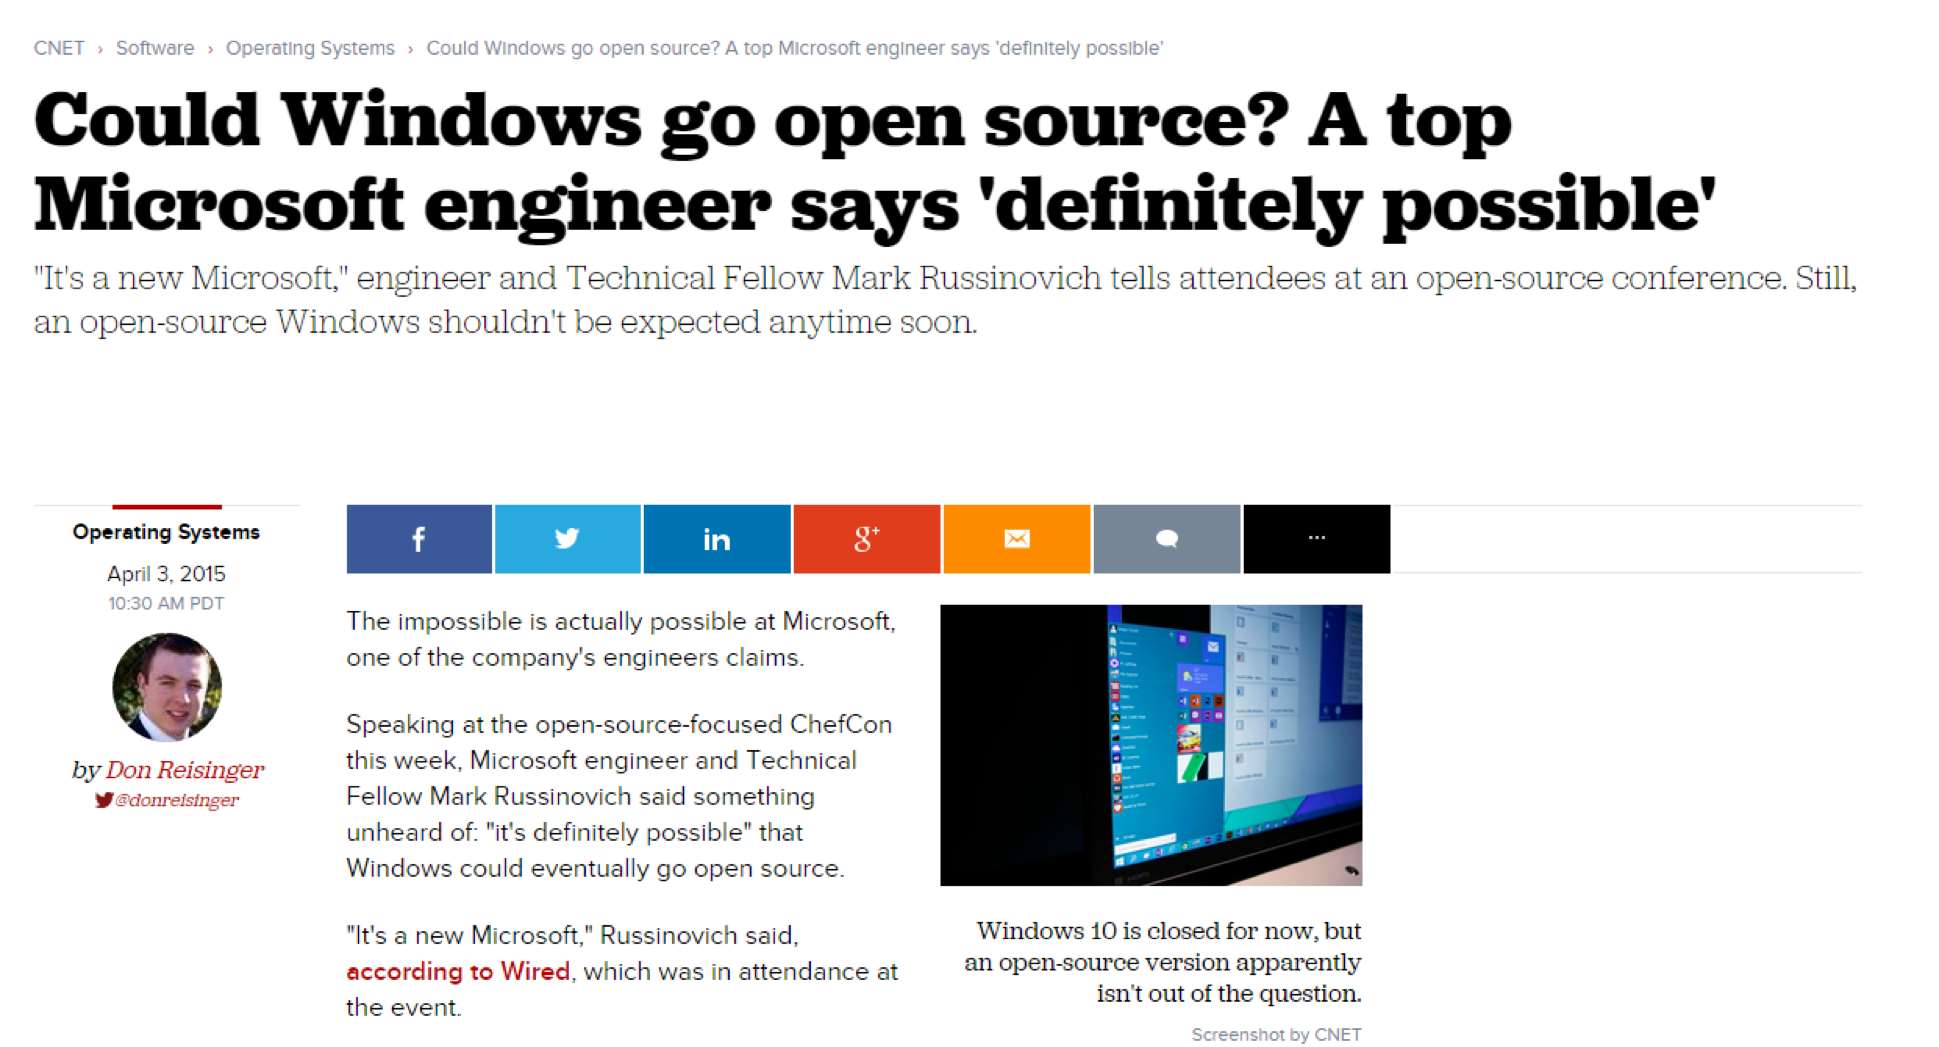 CNET › Software › Operating Systems › Could Windows go open source? A top Microsoft engineer says 'definitely possible'
Could Windows go open source? A top
Microsoft engineer says 'definitely possible'
"It's a new Microsoft," engineer and Technical Fellow Mark Russinovich tells attendees at an open-source conference. Still,
an open-source Windows shouldn't be expected anytime soon.
Operating Systems
April 3, 2015
10:30 AM PDT
by Don Reisinger
@donreisinger
f
in
g+
...
The impossible is actually possible at Microsoft,
one of the company's engineers claims.
Speaking at the open-source-focused ChefCon
this week, Microsoft engineer and Technical
Fellow Mark Russinovich said something
unheard of: "it's definitely possible" that
Windows could eventually go open source.
"It's a new Microsoft," Russinovich said,
according to Wired, which was in attendance at
the event.
Windows 10 is closed for now, but
an open-source version apparently
isn't out of the question.
Screenshot by CNET